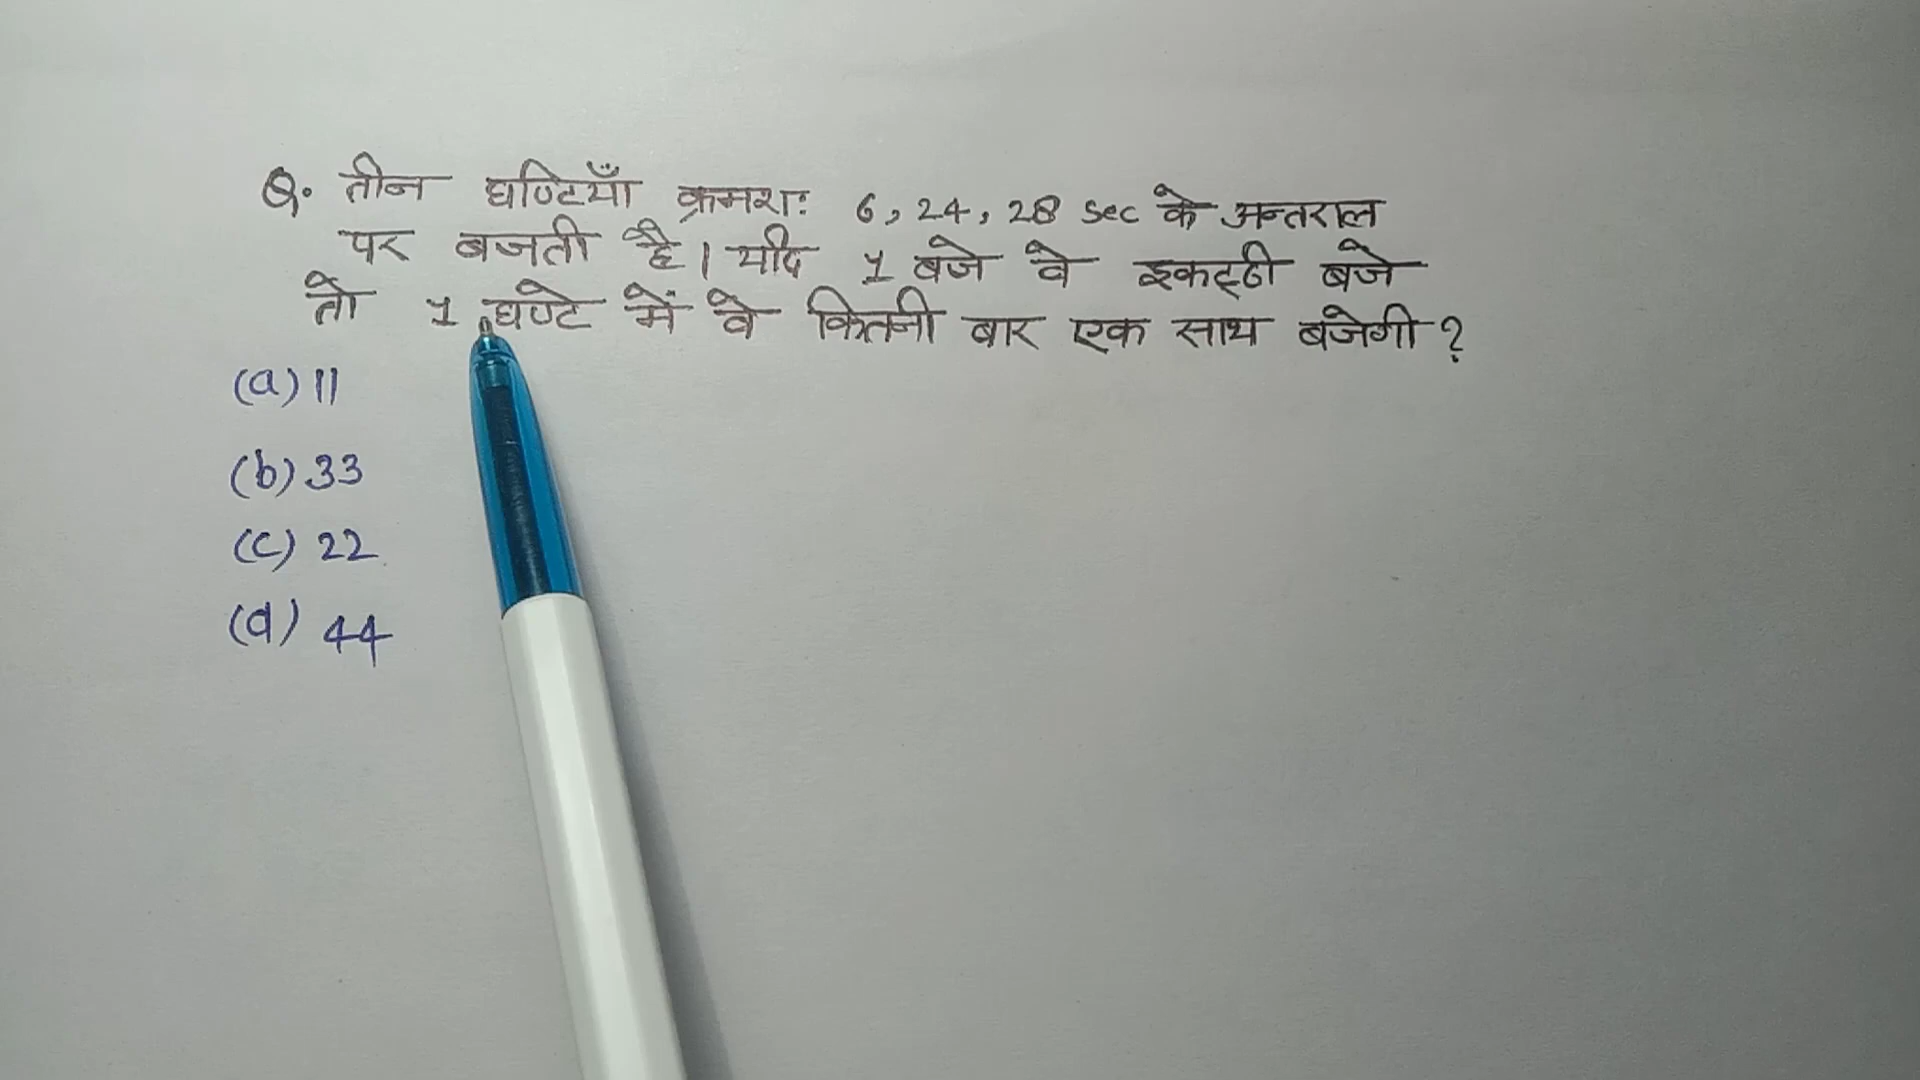 Q. तीन घण्टियाँ क्रमशः 6, 24, 28 sec के अन्तराल
पर बजती है। यदि 1 बजे वे इकट्ठी बजे
तो 1 घण्टे में वे कितनी बार एक साथ बजेगी ?
(a) 11
(b) 33
(c) 22
(d) 44